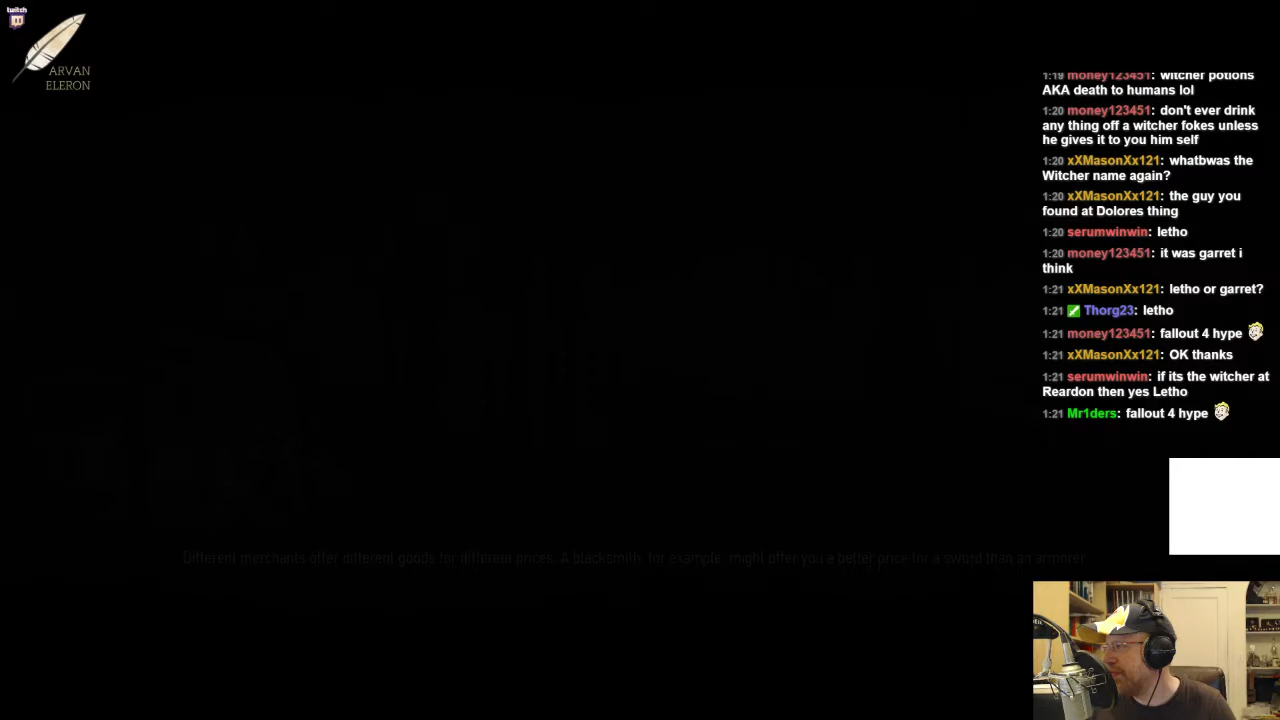 twitch
ARVAN
ELERON
1:19 money123451: witcher potions
AKA death to humans lol
1:20 money123451: don't ever drink
any thing off a witcher fokes unless
he gives it to you him self
1:20 xXMasonXx121: whatbwas the
Witcher name again?
1:20 xXMasonXx121: the guy you
found at Dolores thing
1:20 serumwinwin: letho
1:20 money123451: it was garret i
think
1:21 xXMasonXx121: letho or garret?
1:21 Thorg23: letho
1:21 money123451: fallout 4 hype
1:21 xXMasonXx121: OK thanks
1:21 serumwinwin: if its the witcher at
Reardon then yes Letho
1:21 Mr1ders: fallout 4 hype
Different merchants offer different goods for different prices. A blacksmith, for example, might offer you a better price for a sword than an armorer.